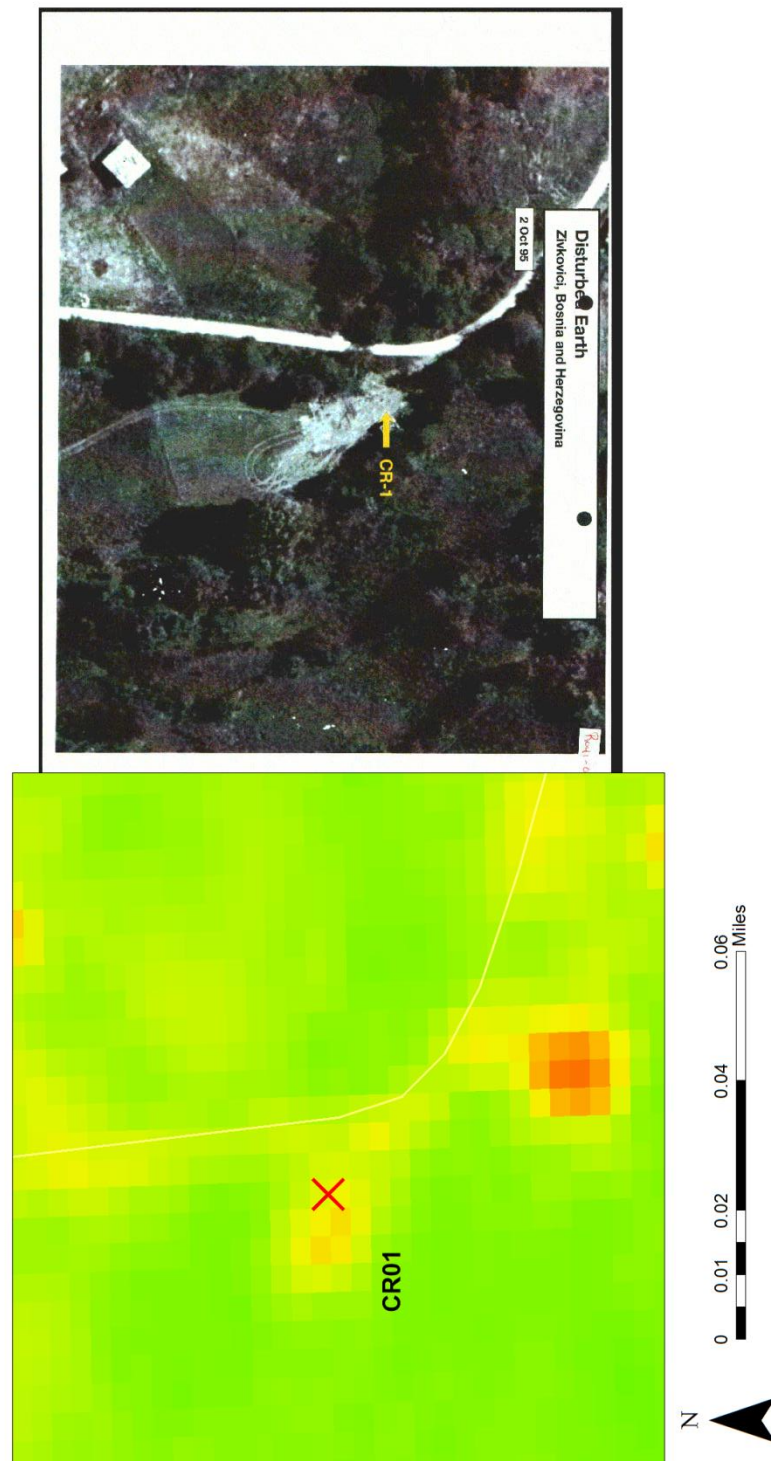 Disturbed Earth
Zivkovici, Bosnia and Herzegovina
2 Oct 95
CR-1
CR01
0 0.01 0.02 0.04 0.06
Miles
N